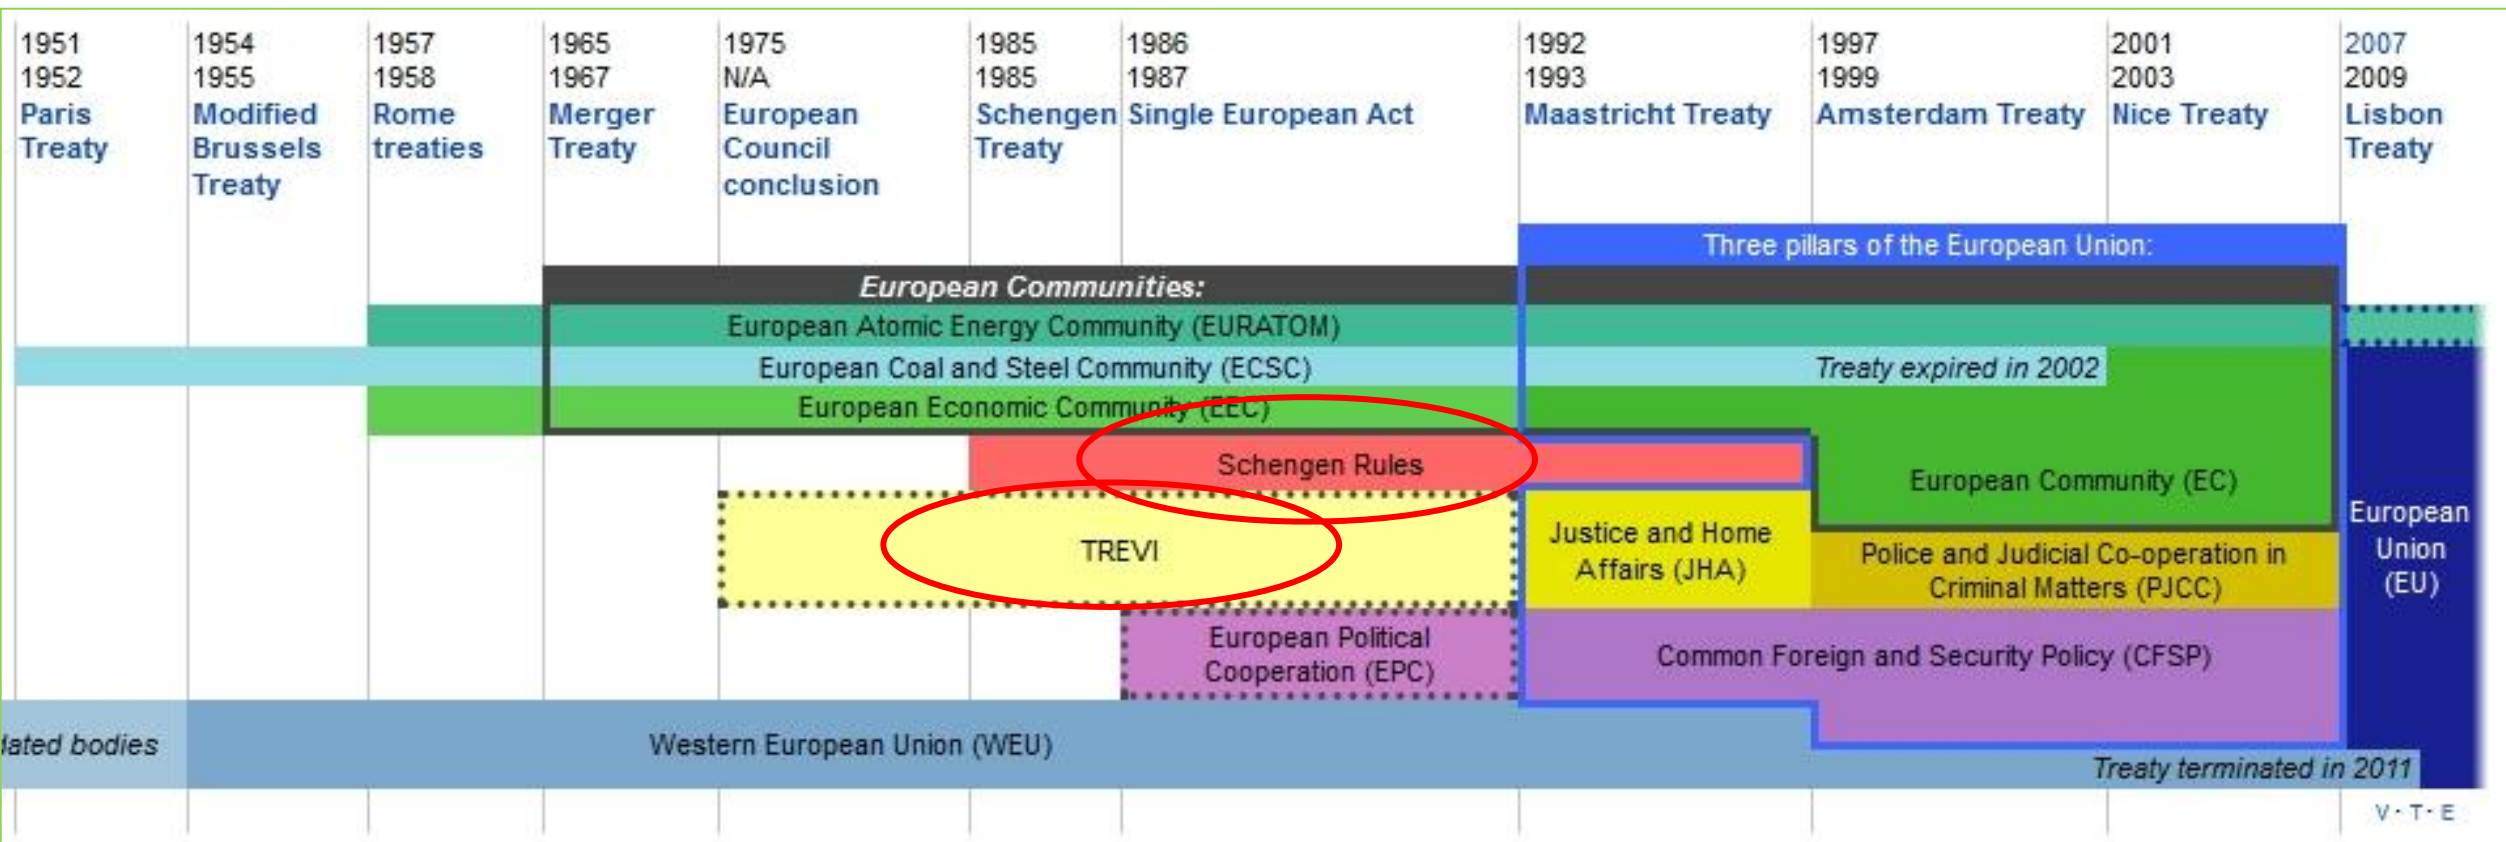 1951
1952
Paris
Treaty
1954
1955
Modified
Brussels
Treaty
1957
1958
Rome
treaties
1965
1967
Merger
Treaty
1975
N/A
European
Council
conclusion
1985
1985
Schengen
Treaty
1986
1987
Single European Act
1992
1993
Maastricht Treaty
1997
1999
Amsterdam Treaty
2001
2003
Nice Treaty
2007
2009
Lisbon
Treaty
Three pillars of the European Union:
European Communities:
European Atomic Energy Community (EURATOM)
European Coal and Steel Community (ECSC)
Treaty expired in 2002
European Economic Community (EEC)
Schengen Rules
European Community (EC)
TREVI
Justice and Home
Affairs (JHA)
Police and Judicial Co-operation in
Criminal Matters (PJCC)
European
Union
(EU)
European Political
Cooperation (EPC)
Common Foreign and Security Policy (CFSP)
bodies
Western European Union (WEU)
Treaty terminated in 2011
V · T · E